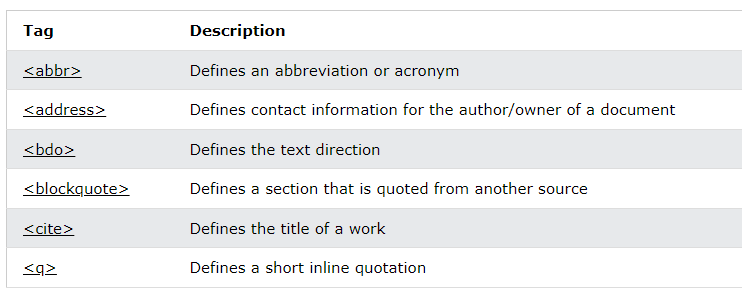 Tag Description
<abbr> Defines an abbreviation or acronym
<address> Defines contact information for the author/owner of a document
<bdo> Defines the text direction
<blockquote> Defines a section that is quoted from another source
<cite> Defines the title of a work
<q> Defines a short inline quotation